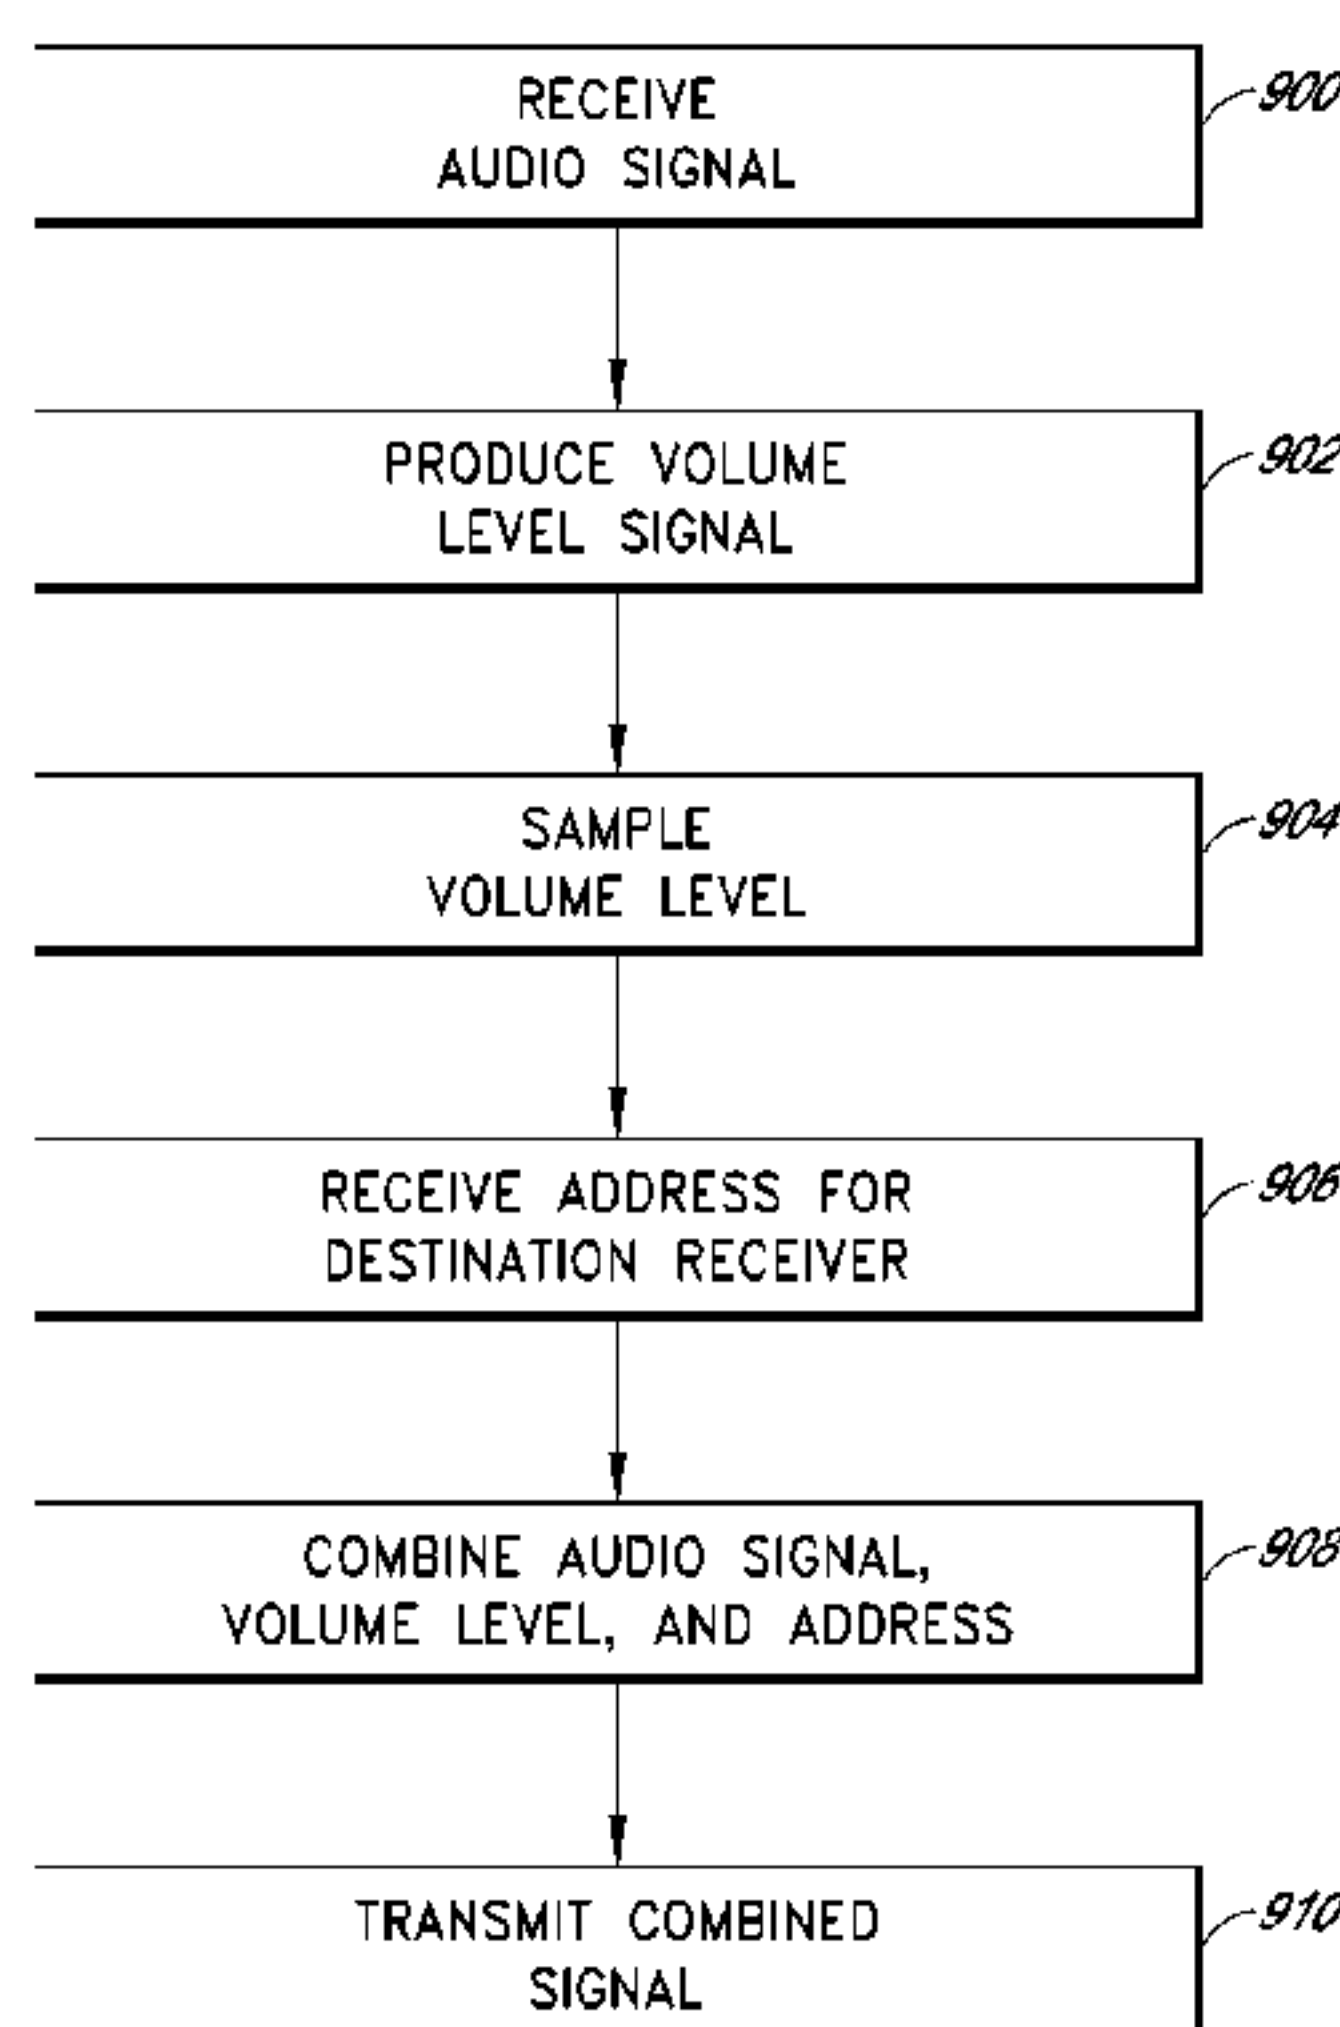 RECEIVE
AUDIO SIGNAL
900
PRODUCE VOLUME
LEVEL SIGNAL
902
SAMPLE
VOLUME LEVEL
904
RECEIVE ADDRESS FOR
DESTINATION RECEIVER
906
COMBINE AUDIO SIGNAL,
VOLUME LEVEL, AND ADDRESS
908
TRANSMIT COMBINED
SIGNAL
910